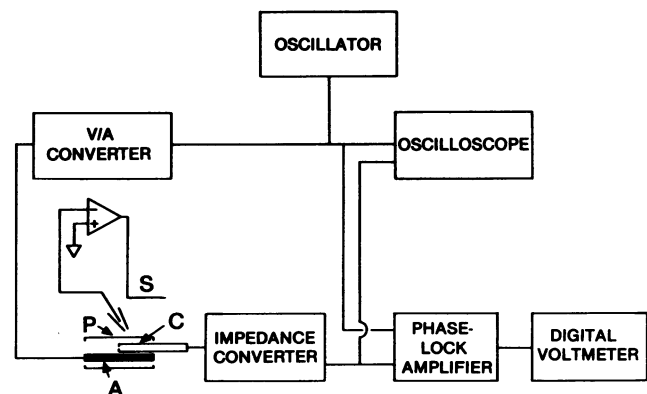 OSCILLATOR
V/A
CONVERTER
OSCILLOSCOPE
-
+
S
P
C
IMPEDANCE
CONVERTER
PHASE-
LOCK
AMPLIFIER
DIGITAL
VOLTMETER
A